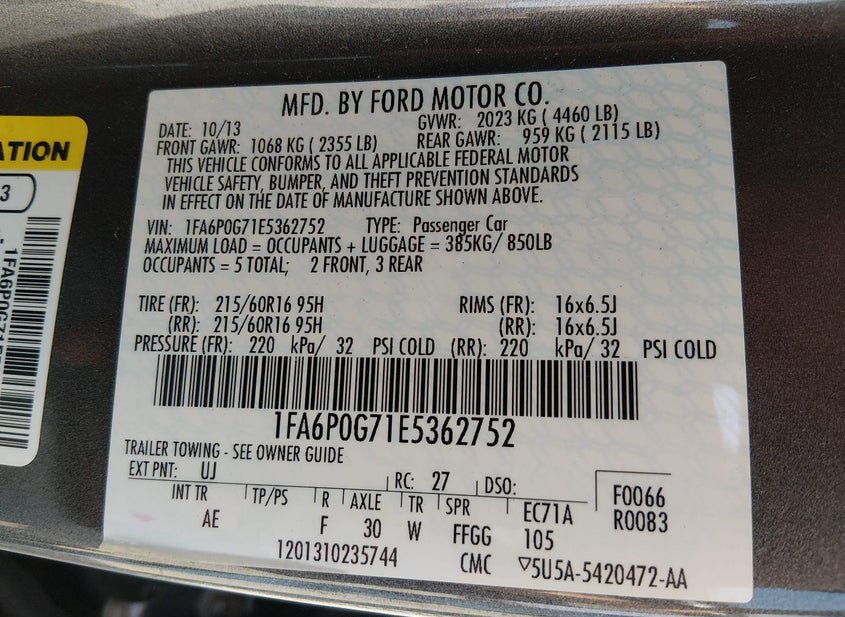 MFD. BY FORD MOTOR CO.
DATE: 10/13 GVWR: 2023 KG ( 4460 LB)
FRONT GAWR: 1068 KG ( 2355 LB) REAR GAWR: 959 KG ( 2115 LB)
THIS VEHICLE CONFORMS TO ALL APPLICABLE FEDERAL MOTOR
VEHICLE SAFETY, BUMPER, AND THEFT PREVENTION STANDARDS
IN EFFECT ON THE DATE OF MANUFACTURE SHOWN ABOVE.
VIN: 1FA6P0G71E5362752 TYPE: Passenger Car
MAXIMUM LOAD = OCCUPANTS + LUGGAGE = 385KG/ 850LB
OCCUPANTS = 5 TOTAL; 2 FRONT, 3 REAR
TIRE (FR): 215/60R16 95H RIMS (FR): 16x6.5J
(RR): 215/60R16 95H (RR): 16x6.5J
PRESSURE (FR): 220 kPa/ 32 PSI COLD (RR): 220 kPa/ 32 PSI COLD
1FA6P0G71E5362752
TRAILER TOWING - SEE OWNER GUIDE
EXT PNT: UJ RC: 27 DSO: F0066
INT TR TP/PS R AXLE TR SPR EC71A R0083
AE F 30 W FFGG 105
1201310235744 CMC ▽5U5A-5420472-AA
ATION
3